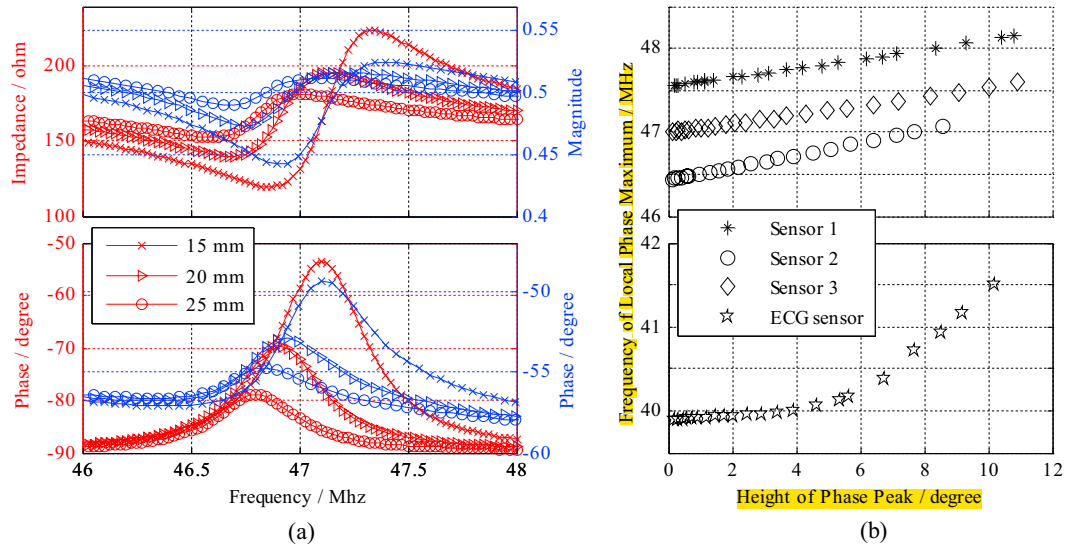 200
150
100
Impedance / ohm
0.55
0.5
0.45
0.4
Magnitude
-50
-60
-70
-80
-90
Phase / degree
15 mm
20 mm
25 mm
-50
-55
-60
Phase / degree
46
46.5
47
47.5
48
Frequency / Mhz
(a)
48
47
46
42
41
40
Frequency of Local Phase Maximum / MHz
Sensor 1
Sensor 2
Sensor 3
ECG sensor
0
2
4
6
8
10
12
Height of Phase Peak / degree
(b)